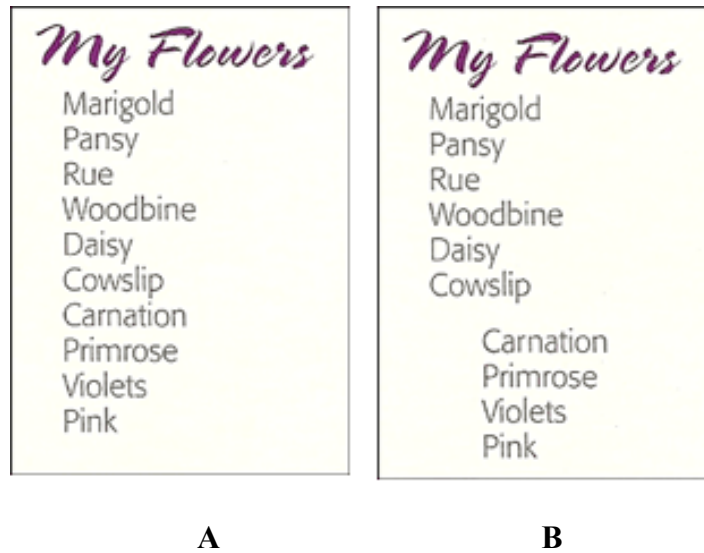 My Flowers
Marigold
Pansy
Rue
Woodbine
Daisy
Cowslip
Carnation
Primrose
Violets
Pink
A
My Flowers
Marigold
Pansy
Rue
Woodbine
Daisy
Cowslip
Carnation
Primrose
Violets
Pink
B